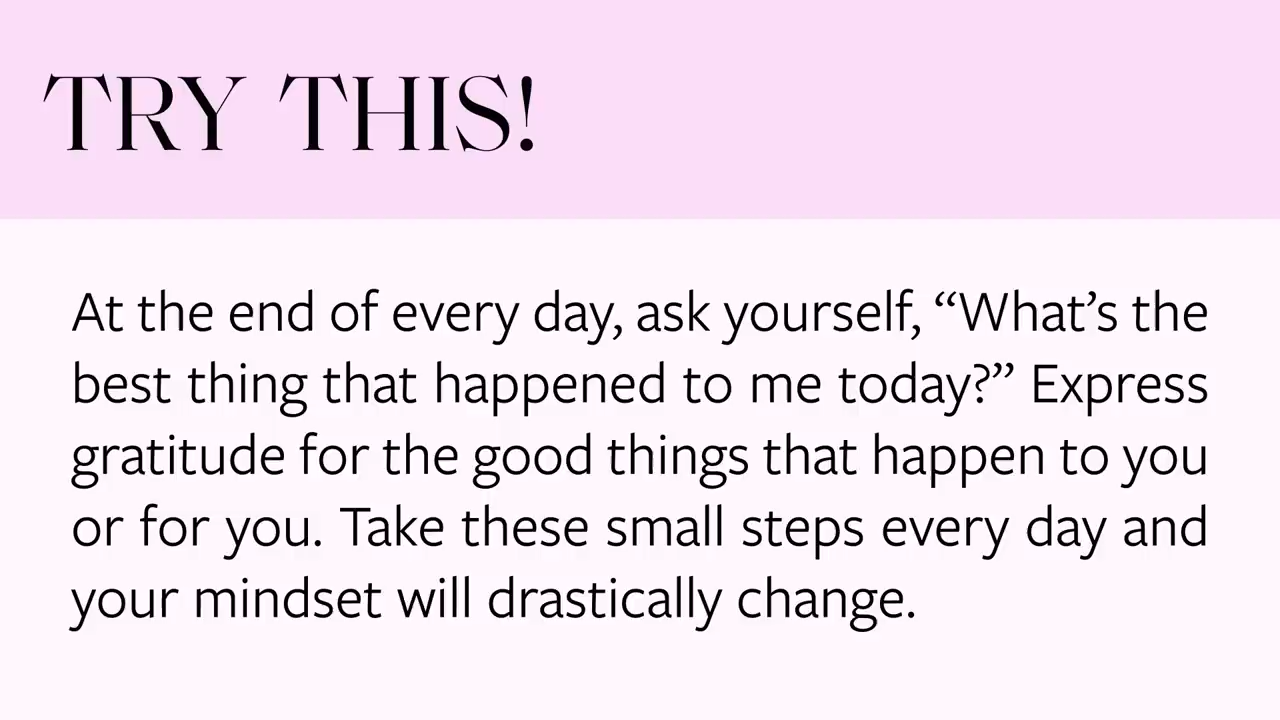 TRY THIS!
At the end of every day, ask yourself, “What’s the
best thing that happened to me today?” Express
gratitude for the good things that happen to you
or for you. Take these small steps every day and
your mindset will drastically change.